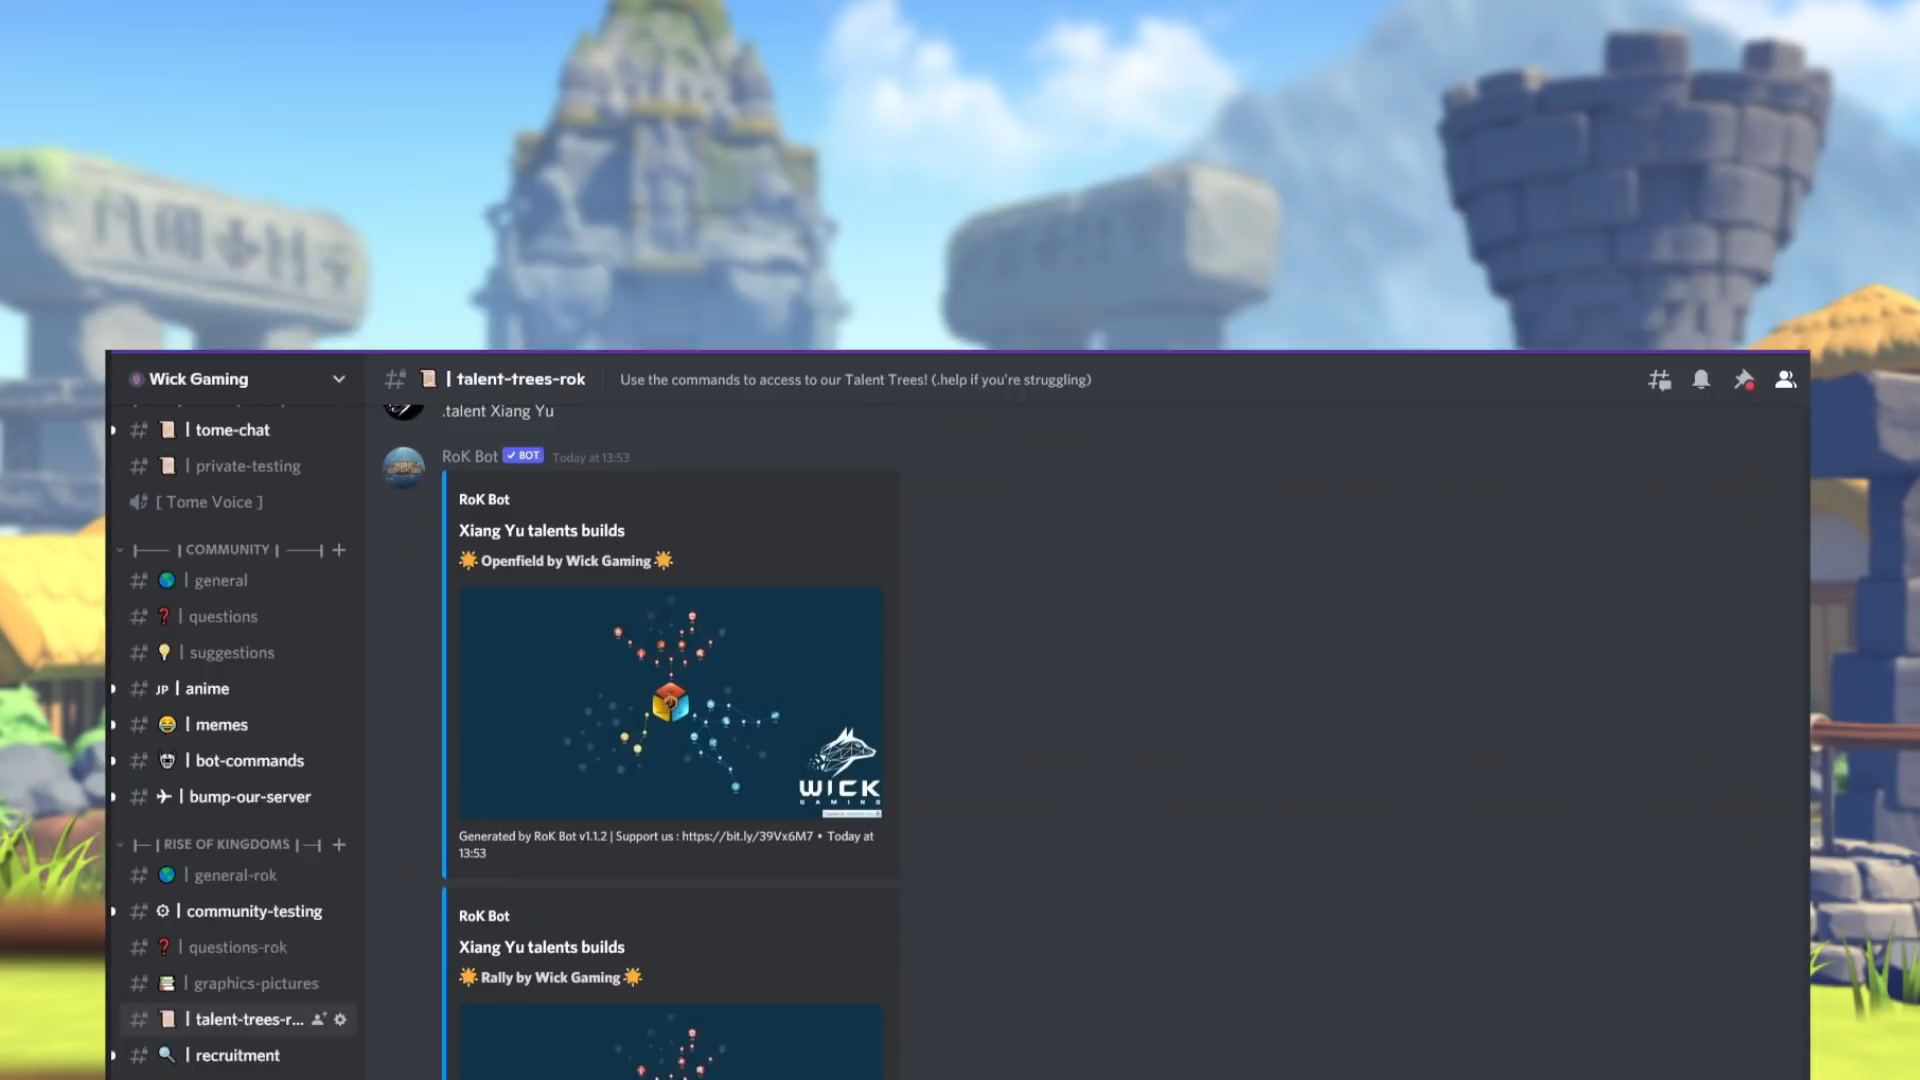 Wick Gaming
| talent-trees-rok
Use the commands to access to our Talent Trees! (.help if you're struggling)
| tome-chat
| private-testing
[ Tome Voice ]
|—— | COMMUNITY | ——|
| general
| questions
| suggestions
JP | anime
| memes
| bot-commands
| bump-our-server
|— | RISE OF KINGDOMS | —|
| general-rok
| community-testing
| questions-rok
| graphics-pictures
| talent-trees-r...
| recruitment
.talent Xiang Yu
RoK Bot BOT Today at 13:53
RoK Bot
Xiang Yu talents builds
Openfield by Wick Gaming
WICK
GAMING
Generated by RoK Bot v1.1.2 | Support us : https://bit.ly/39Vx6M7 • Today at
13:53
RoK Bot
Xiang Yu talents builds
Rally by Wick Gaming